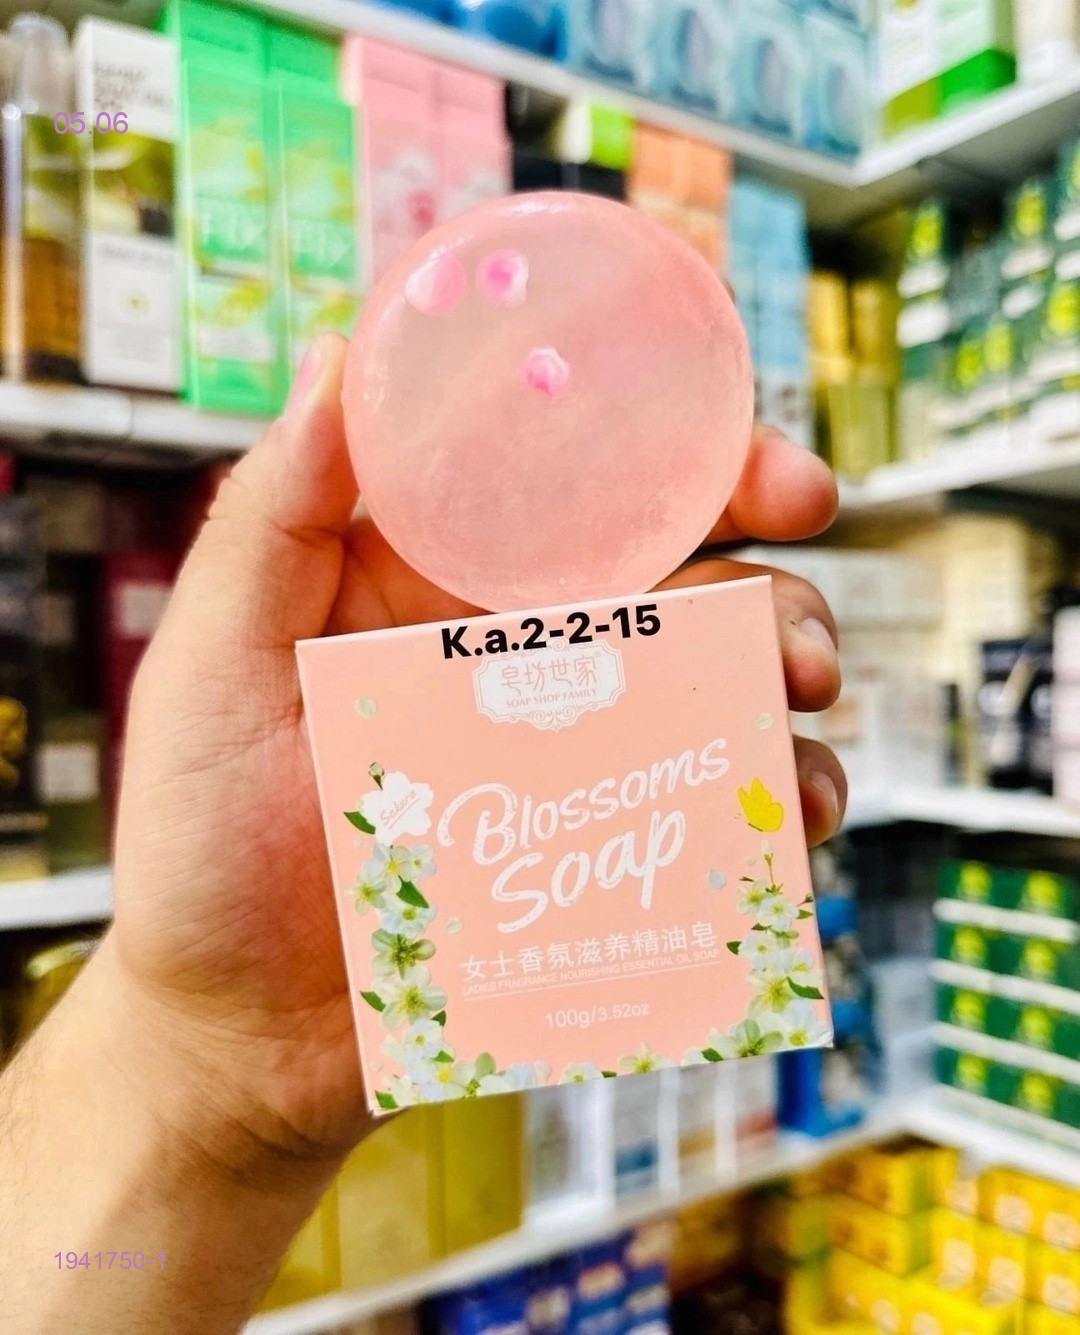 05.06
K.a.2-2-15
皂坊世家®
SOAP SHOP FAMILY
Sakura
Blossoms
Soap
女士香氛滋养精油皂
LADIES FRAGRANCE NOURISHING ESSENTIAL OIL SOAP
100g/3.52oz
1941750-1